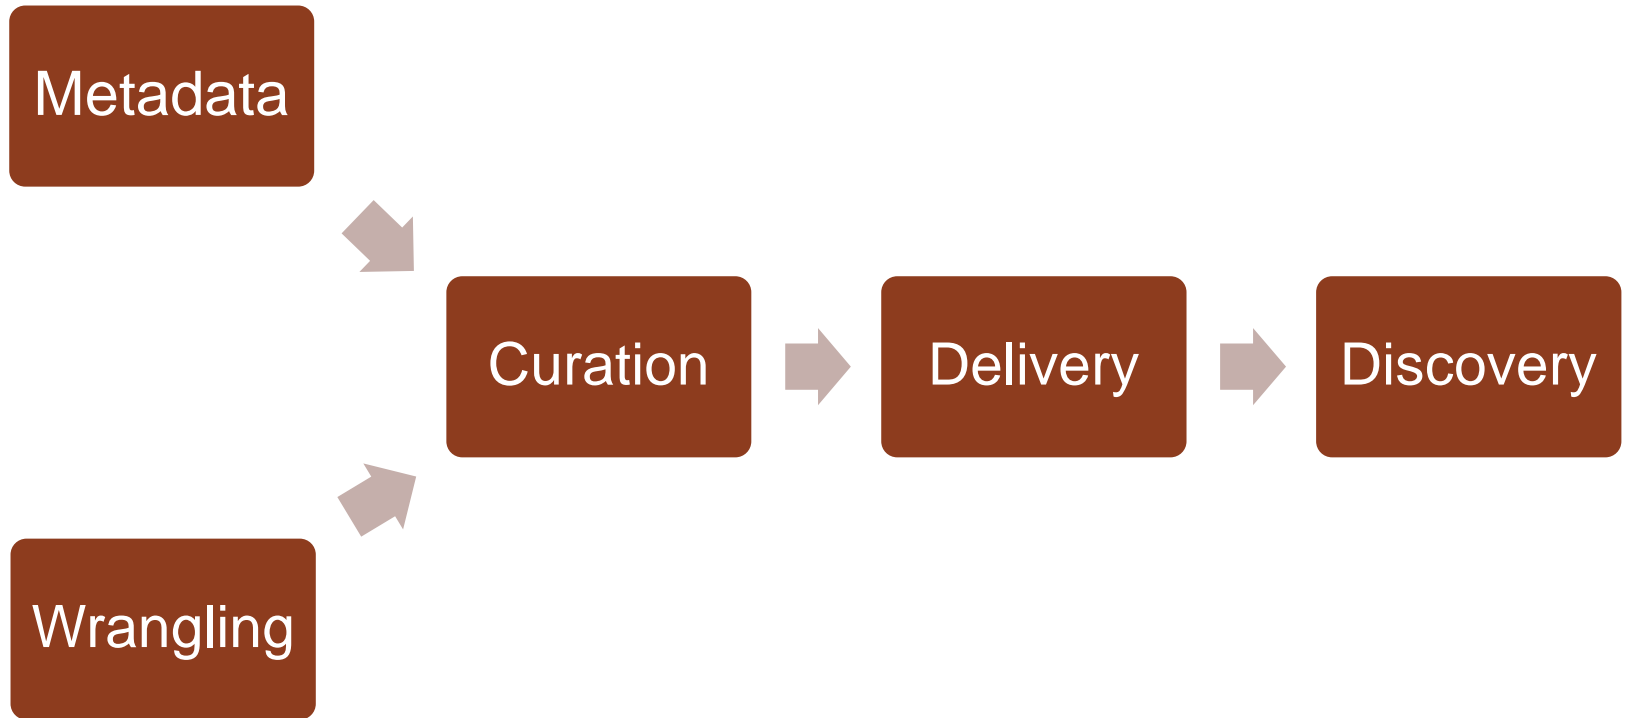 Metadata
Curation
Delivery
Discovery
Wrangling